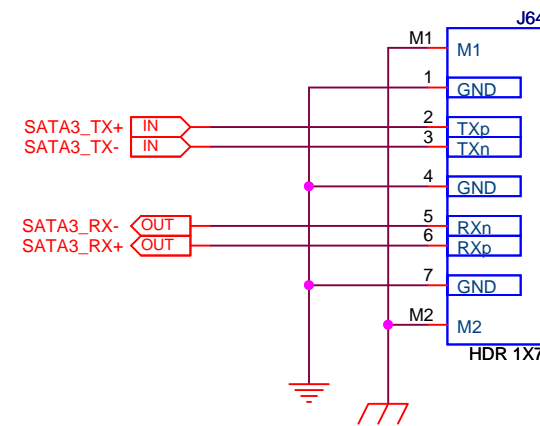 J64
M1 M1
1 GND
SATA3_TX+ IN 2 TXp
SATA3_TX- IN 3 TXn
4 GND
SATA3_RX- OUT 5 RXn
SATA3_RX+ OUT 6 RXp
7 GND
M2 M2
HDR 1X7